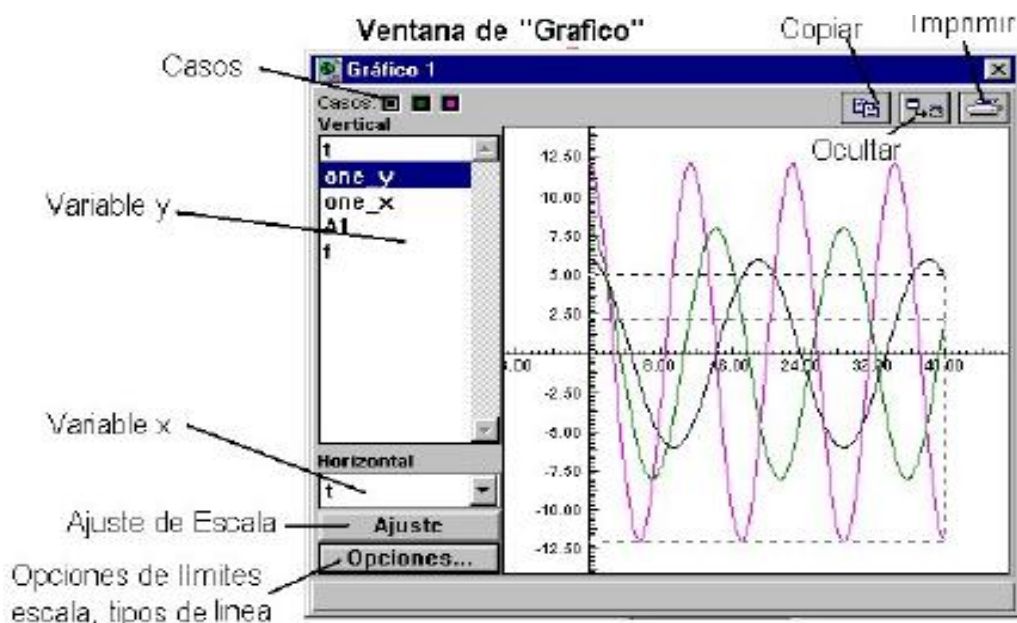 Ventana de "Grafico"
Copiar
Imprimir
Casos
Gráfico 1
Casos:
Vertical
t
one_y
one_x
A1
f
Ocultar
Variable y
12.50
10.00
7.50
5.00
2.50
-2.50
-5.00
-7.50
-10.00
-12.50
8.00
16.00
24.00
32.00
40.00
Variable x
Horizontal
t
Ajuste de Escala
Ajuste
Opciones...
Opciones de límites
escala, tipos de linea